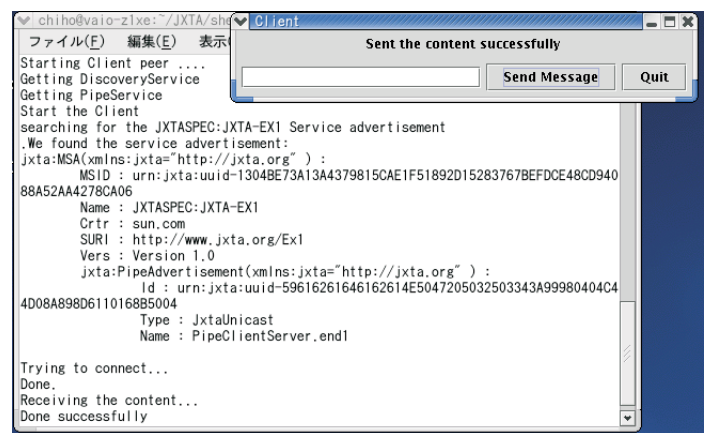 chiho@vaio-z1xe:~/JXTA/she
ファイル(F) 編集(E) 表示(
Client
Sent the content successfully
Send Message Quit
Starting Client peer ....
Getting DiscoveryService
Getting PipeService
Start the Client
searching for the JXTASPEC:JXTA-EX1 Service advertisement
.We found the service advertisement:
jxta:MSA(xmlns:jxta="http://jxta.org" ) :
MSID : urn:jxta:uuid-1304BE73A13A4379815CAE1F51892D15283767BEFDCE48CD940
88A52AA4278CA06
Name : JXTASPEC:JXTA-EX1
Crtr : sun.com
SURI : http://www.jxta.org/Ex1
Vers : Version 1.0
jxta:PipeAdvertisement(xmlns:jxta="http://jxta.org" ) :
Id : urn:jxta:uuid-59616261646162614E5047205032503343A99980404C4
4D08A898D6110168B5004
Type : JxtaUnicast
Name : PipeClientServer.end1
Trying to connect...
Done.
Receiving the content...
Done successfully